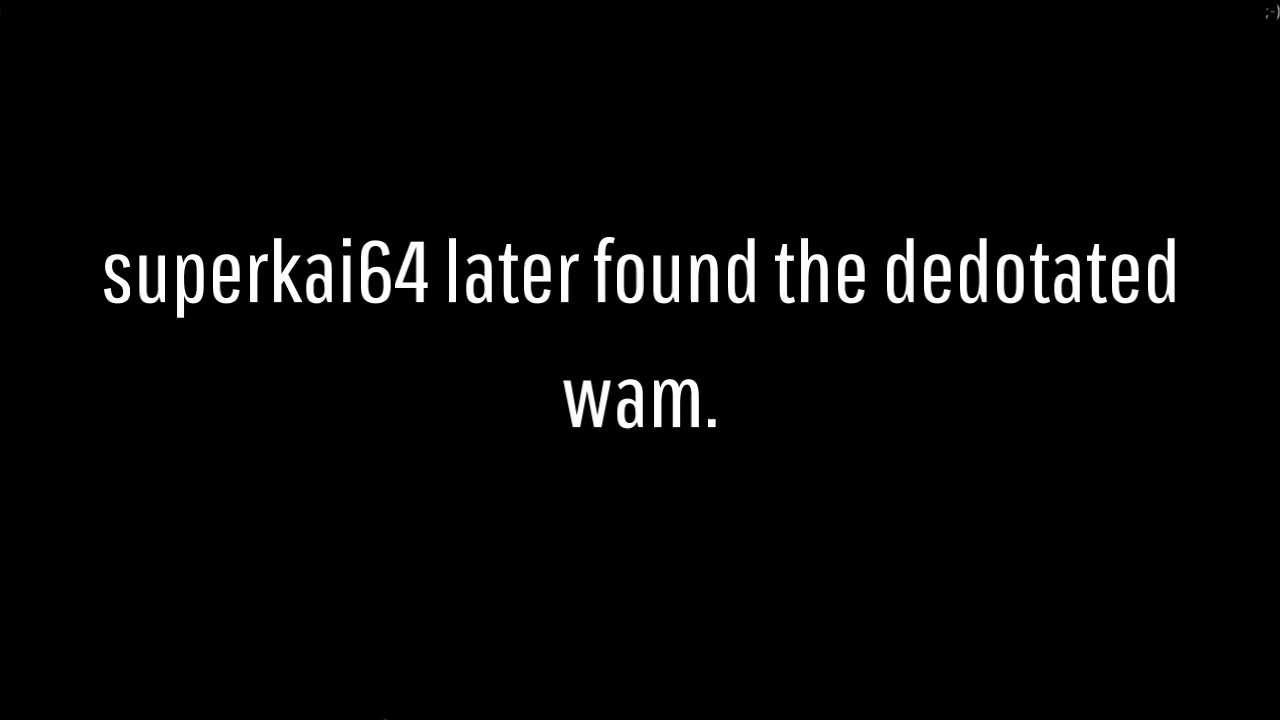 ;-)
superkai64 later found the dedotated
wam.